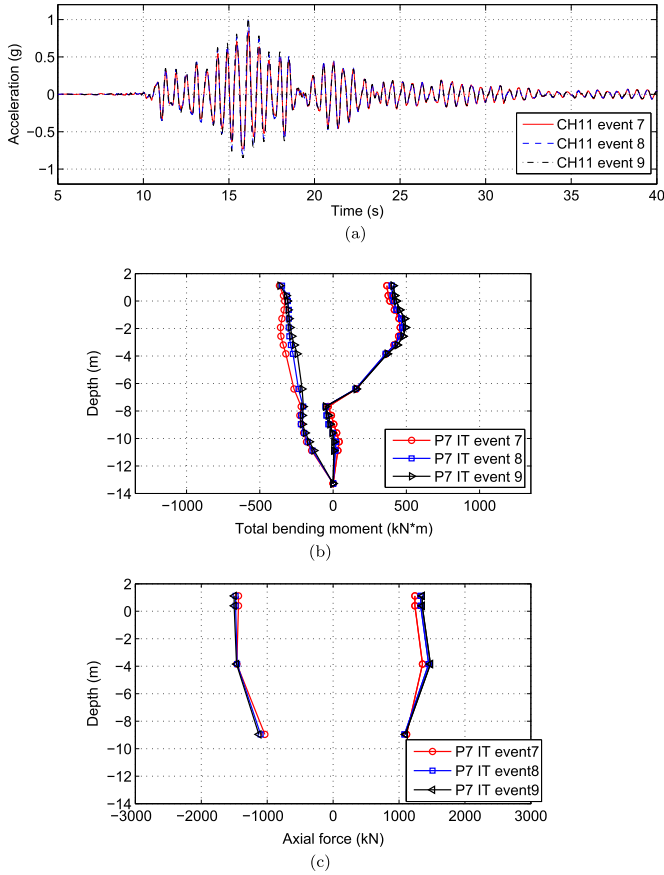 1
0.5
0
−0.5
−1
Acceleration (g)
CH11 event 7
CH11 event 8
CH11 event 9
5 10 15 20 25 30 35 40
Time (s)
(a)
2
0
−2
−4
−6
−8
−10
−12
−14
Depth (m)
P7 IT event 7
P7 IT event 8
P7 IT event 9
−1000 −500 0 500 1000
Total bending moment (kN*m)
(b)
2
0
−2
−4
−6
−8
−10
−12
−14
Depth (m)
P7 IT event7
P7 IT event8
P7 IT event9
−3000 −2000 −1000 0 1000 2000 3000
Axial force (kN)
(c)